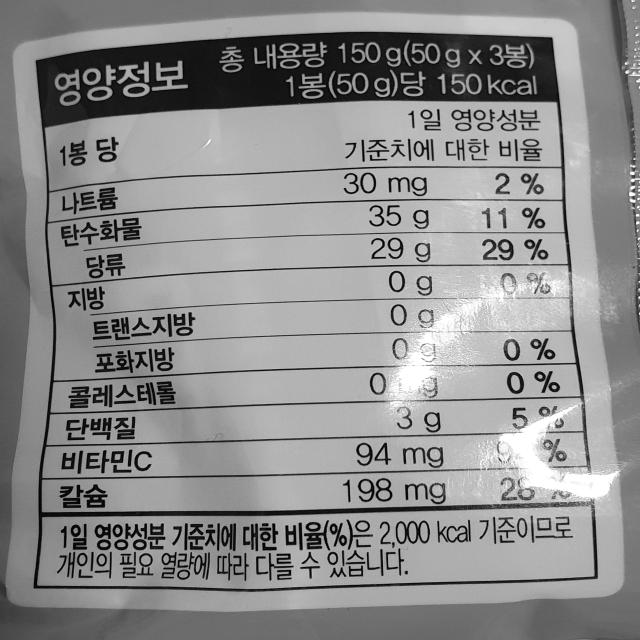 영양정보
총 내용량 150 g(50 g x 3봉)
1봉(50 g)당 150 kcal
1봉 당
1일 영양성분
기준치에 대한 비율
나트륨 30 mg 2 %
탄수화물 35 g 11 %
당류 29 g 29 %
지방 0 g 0 %
트랜스지방 0 g
포화지방 0 g 0 %
콜레스테롤 0 g 0 %
단백질 3 g 5 %
비타민C 94 mg %
칼슘 198 mg 28 %
1일 영양성분 기준치에 대한 비율(%)은 2,000 kcal 기준이므로
개인의 필요 열량에 따라 다를 수 있습니다.